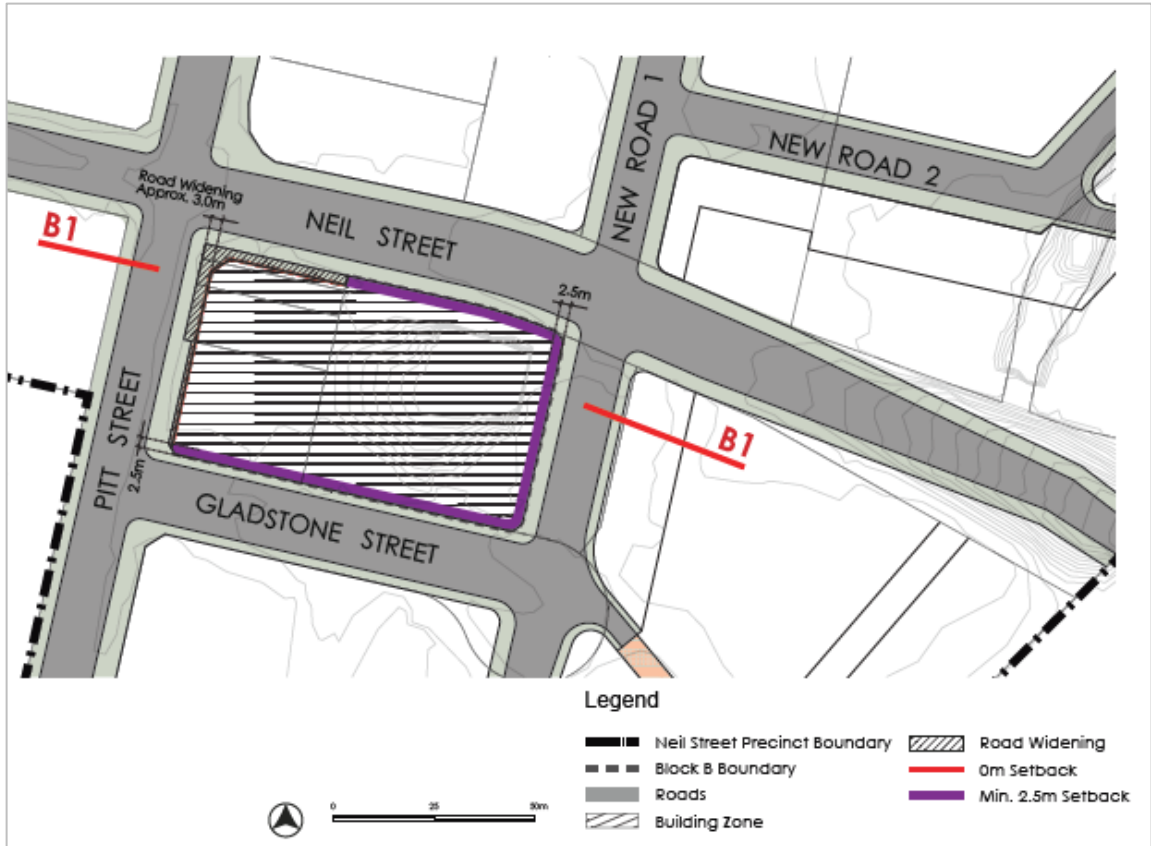 NEW ROAD 1
NEW ROAD 2
Road Widening
Approx. 3.0m
B1
NEIL STREET
2.5m
PITT STREET
2.5m
B1
GLADSTONE STREET
Legend
Neil Street Precinct Boundary
Road Widening
Block B Boundary
0m Setback
Roads
Min. 2.5m Setback
Building Zone
0 25 50m